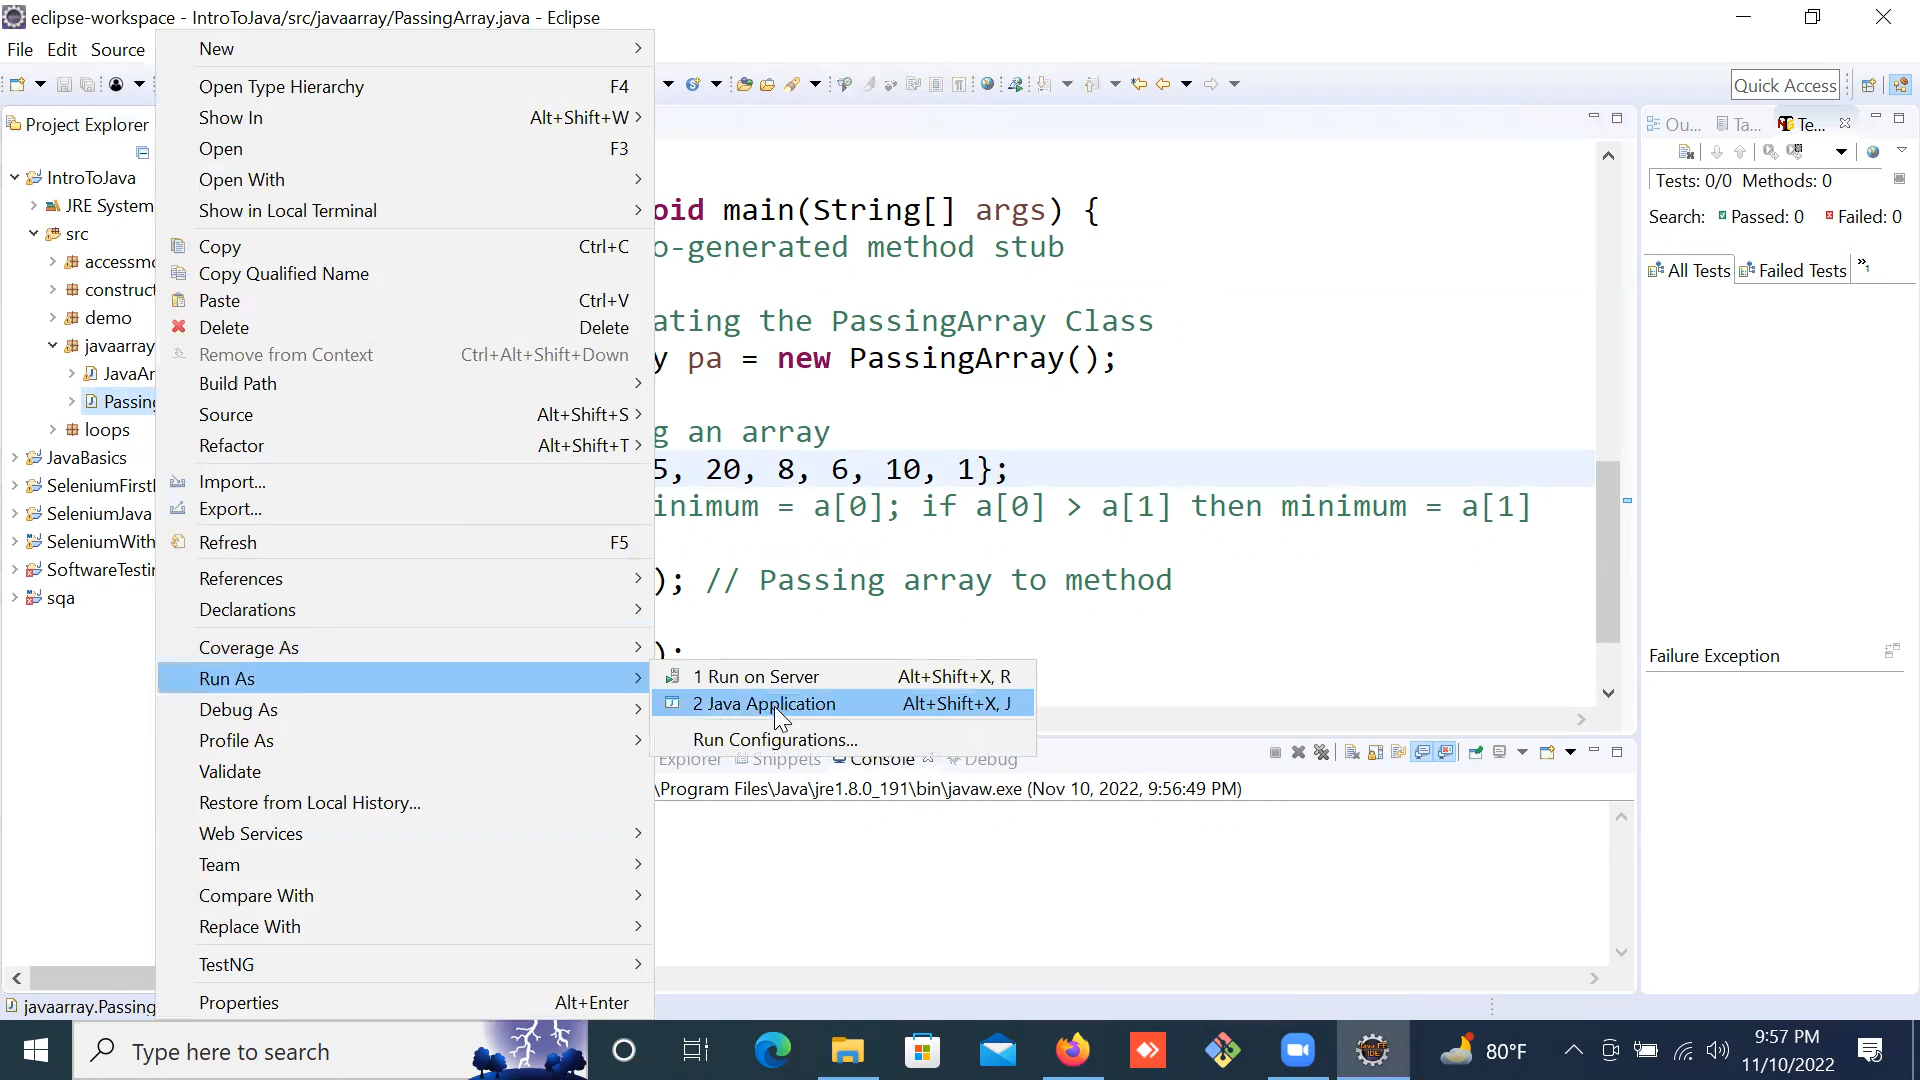 eclipse-workspace - IntroToJava/src/javaarray/PassingArray.java - Eclipse
File Edit Source
Quick Access
Project Explorer
IntroToJava
JRE System
src
accessmo
construct
demo
javaarray
JavaAr
Passing
loops
JavaBasics
SeleniumFirst
SeleniumJava
SeleniumWith
SoftwareTestin
sqa
New
Open Type Hierarchy F4
Show In Alt+Shift+W
Open F3
Open With
Show in Local Terminal
Copy Ctrl+C
Copy Qualified Name
Paste Ctrl+V
Delete Delete
Remove from Context Ctrl+Alt+Shift+Down
Build Path
Source Alt+Shift+S
Refactor Alt+Shift+T
Import...
Export...
Refresh F5
References
Declarations
Coverage As
Run As
Debug As
Profile As
Validate
Restore from Local History...
Web Services
Team
Compare With
Replace With
TestNG
Properties Alt+Enter
1 Run on Server Alt+Shift+X, R
2 Java Application Alt+Shift+X, J
Run Configurations...
oid main(String[] args) {
o-generated method stub
ating the PassingArray Class
y pa = new PassingArray();
g an array
5, 20, 8, 6, 10, 1};
inimum = a[0]; if a[0] > a[1] then minimum = a[1]
); // Passing array to method
);
Explorer Snippets Console Debug
\Program Files\Java\jre1.8.0_191\bin\javaw.exe (Nov 10, 2022, 9:56:49 PM)
Ou... Ta... Te...
Tests: 0/0 Methods: 0
Search: Passed: 0 Failed: 0
All Tests Failed Tests »1
Failure Exception
javaarray.Passing
Type here to search
80°F
9:57 PM
11/10/2022